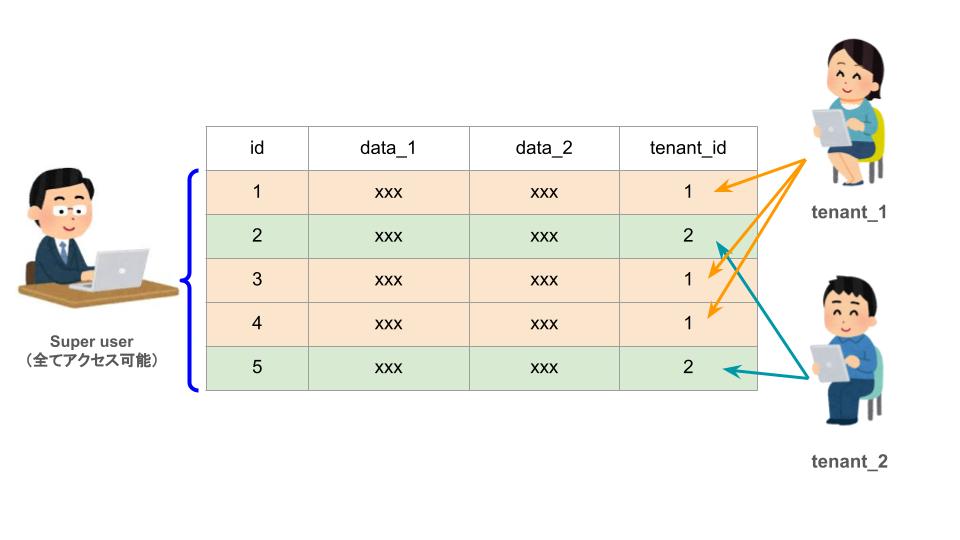 id data_1 data_2 tenant_id
1 xxx xxx 1
2 xxx xxx 2
3 xxx xxx 1
4 xxx xxx 1
5 xxx xxx 2
Super user
（全てアクセス可能）
tenant_1
tenant_2